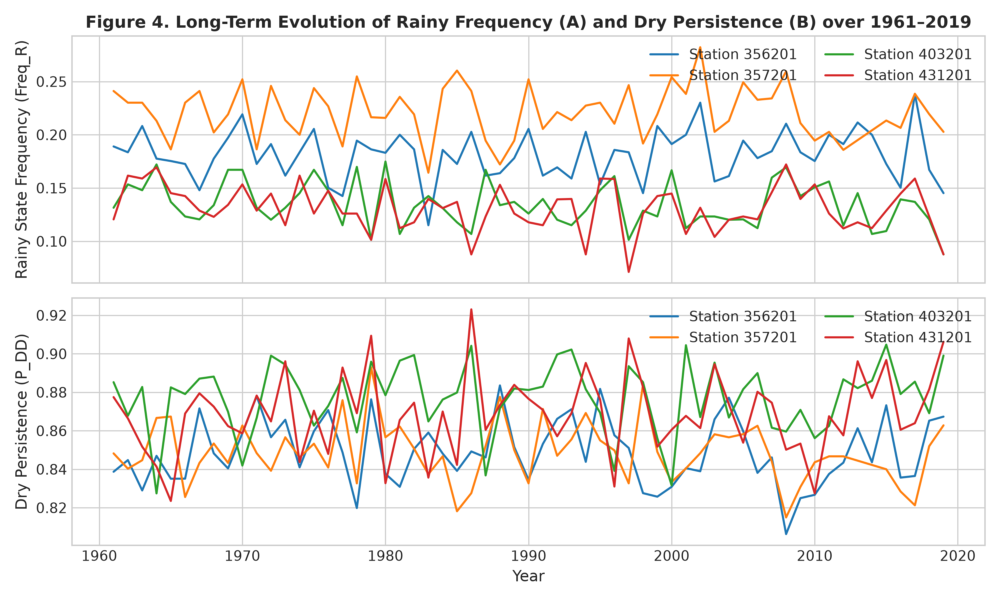 Figure 4. Long-Term Evolution of Rainy Frequency (A) and Dry Persistence (B) over 1961–2019
Rainy State Frequency (Freq_R)
0.25
0.20
0.15
0.10
Station 356201
Station 403201
Station 357201
Station 431201
Dry Persistence (P_DD)
0.92
0.90
0.88
0.86
0.84
0.82
Station 356201
Station 403201
Station 357201
Station 431201
1960 1970 1980 1990 2000 2010 2020
Year